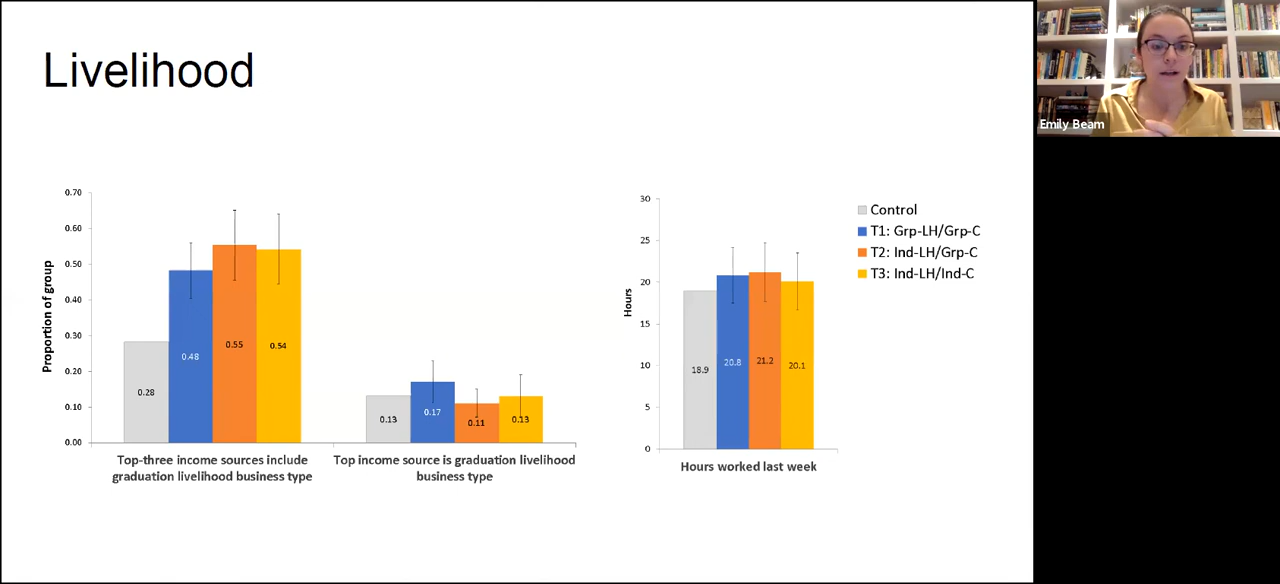 Livelihood
Emily Beam
Proportion of group
0.70
0.60
0.50
0.40
0.30
0.20
0.10
0.00
0.28
0.48
0.55
0.54
0.13
0.17
0.11
0.13
Top-three income sources include
graduation livelihood business type
Top income source is graduation livelihood
business type
Hours
30
25
20
15
10
5
0
18.9
20.8
21.2
20.1
Hours worked last week
Control
T1: Grp-LH/Grp-C
T2: Ind-LH/Grp-C
T3: Ind-LH/Ind-C